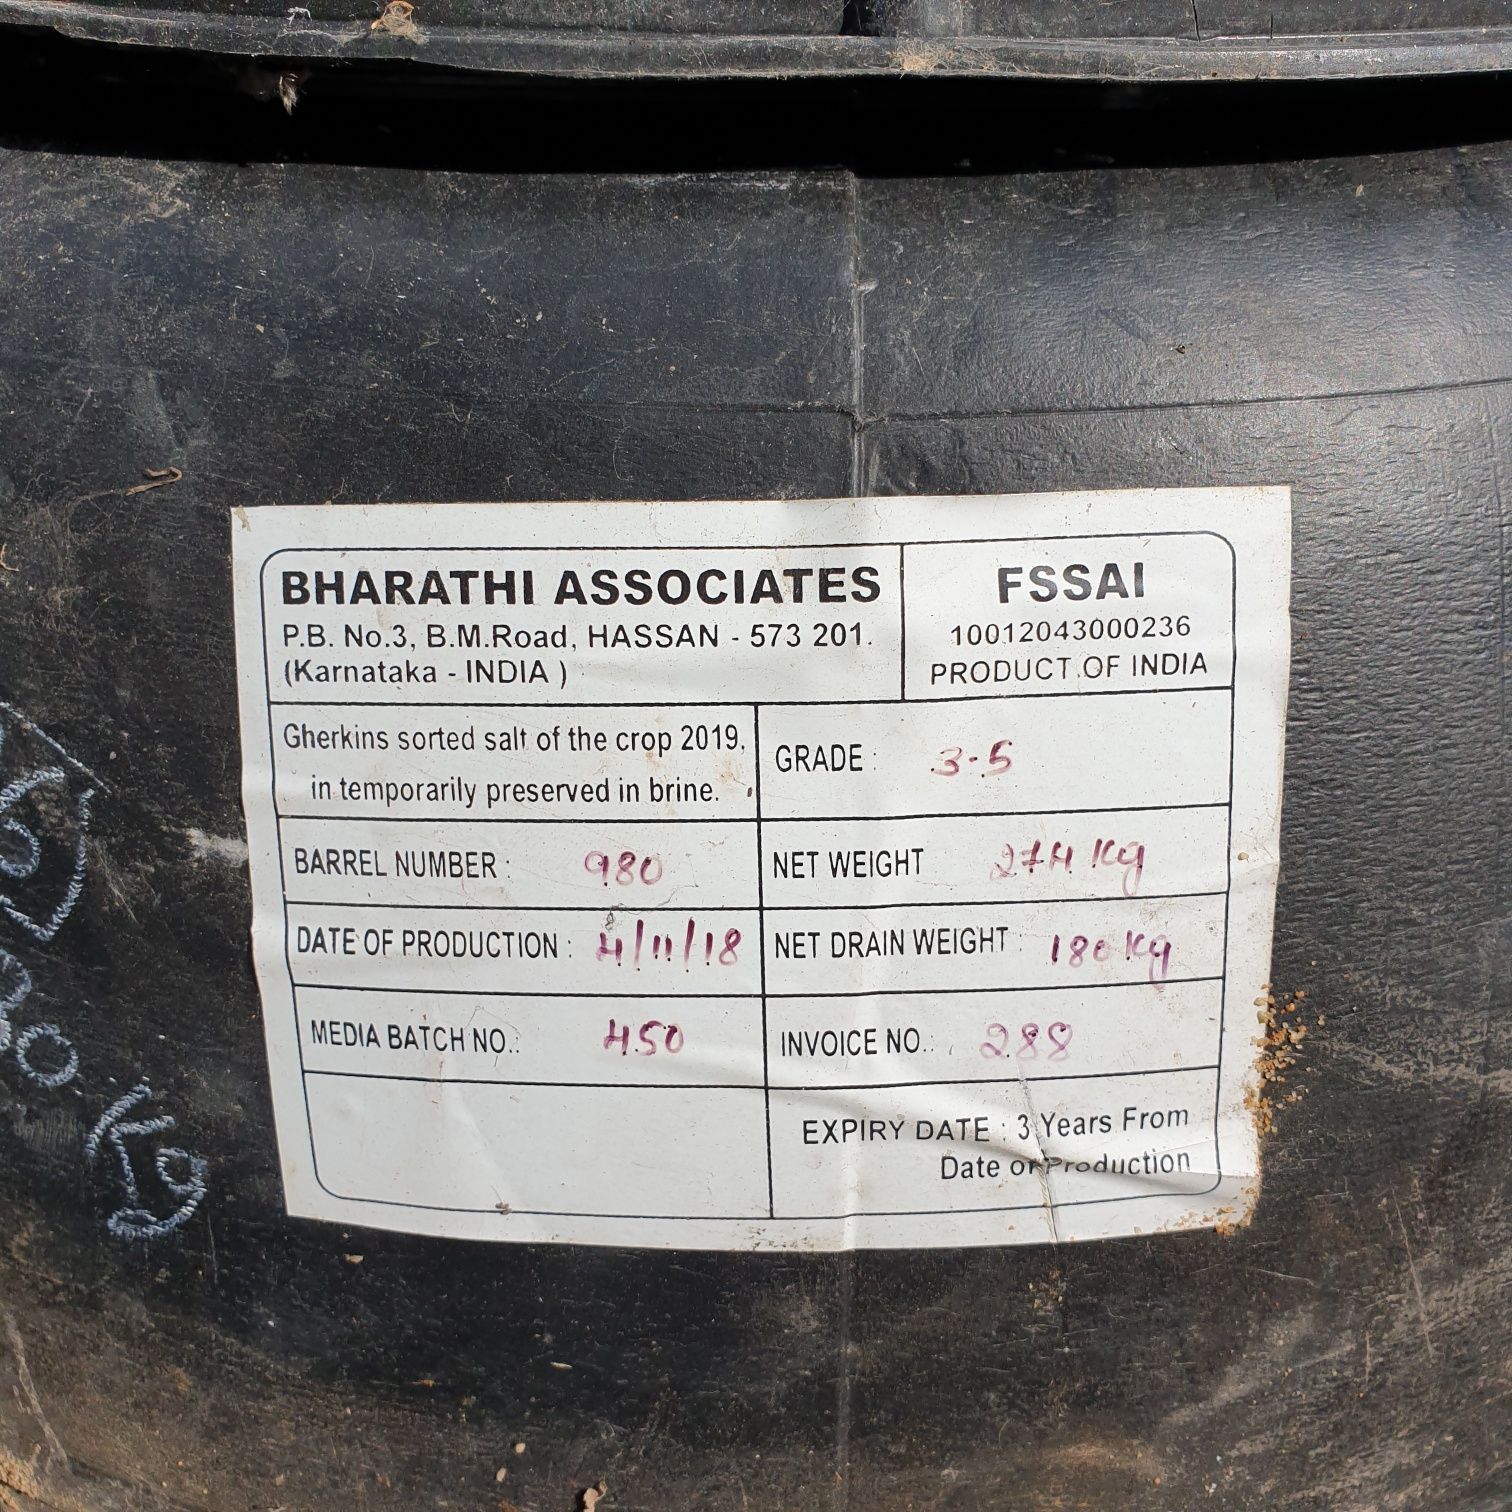 BHARATHI ASSOCIATES
P.B. No.3, B.M.Road, HASSAN - 573 201.
(Karnataka - INDIA )
FSSAI
10012043000236
PRODUCT OF INDIA
Gherkins sorted salt of the crop 2019,
in temporarily preserved in brine.
GRADE : 3-5
BARREL NUMBER : 980
NET WEIGHT 274 Kg
DATE OF PRODUCTION : 4/11/18
NET DRAIN WEIGHT : 180 Kg
MEDIA BATCH NO.: 450
INVOICE NO.: 288
EXPIRY DATE : 3 Years From
Date of Production
Kg